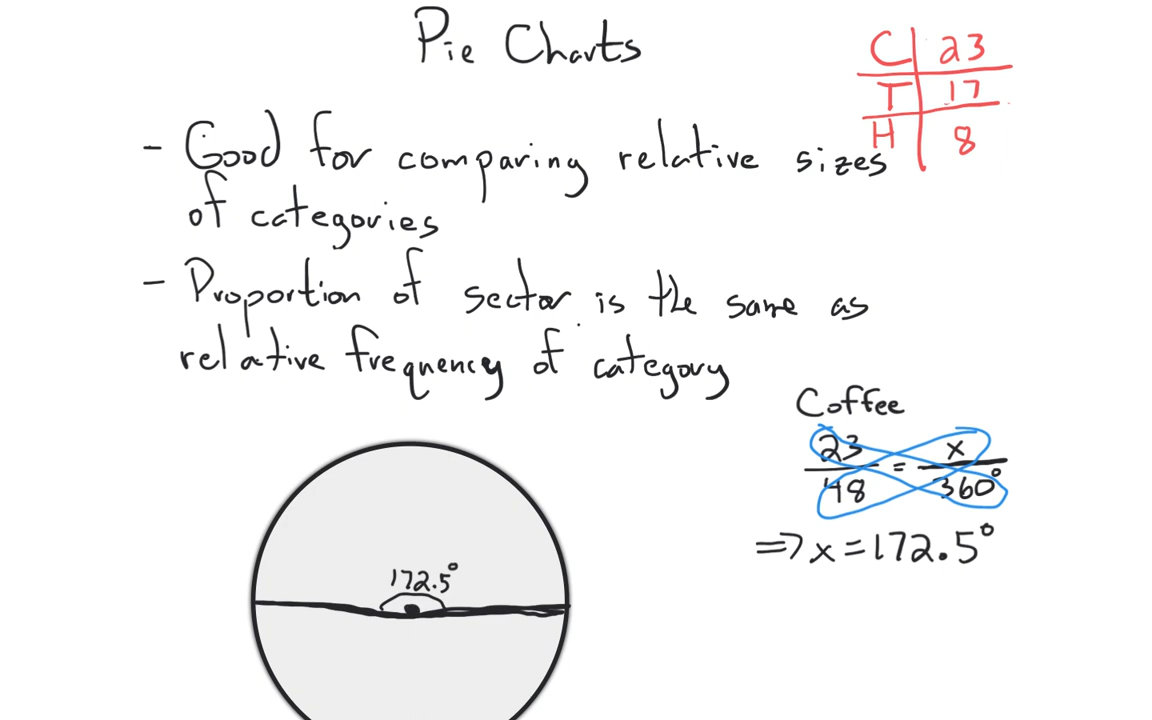 Pie Charts
C 23
T 17
H 8
- Good for comparing relative sizes
of categories
- Proportion of sector is the same as
relative frequency of category
Coffee
23/48 = x/360°
⇒ x = 172.5°
172.5°